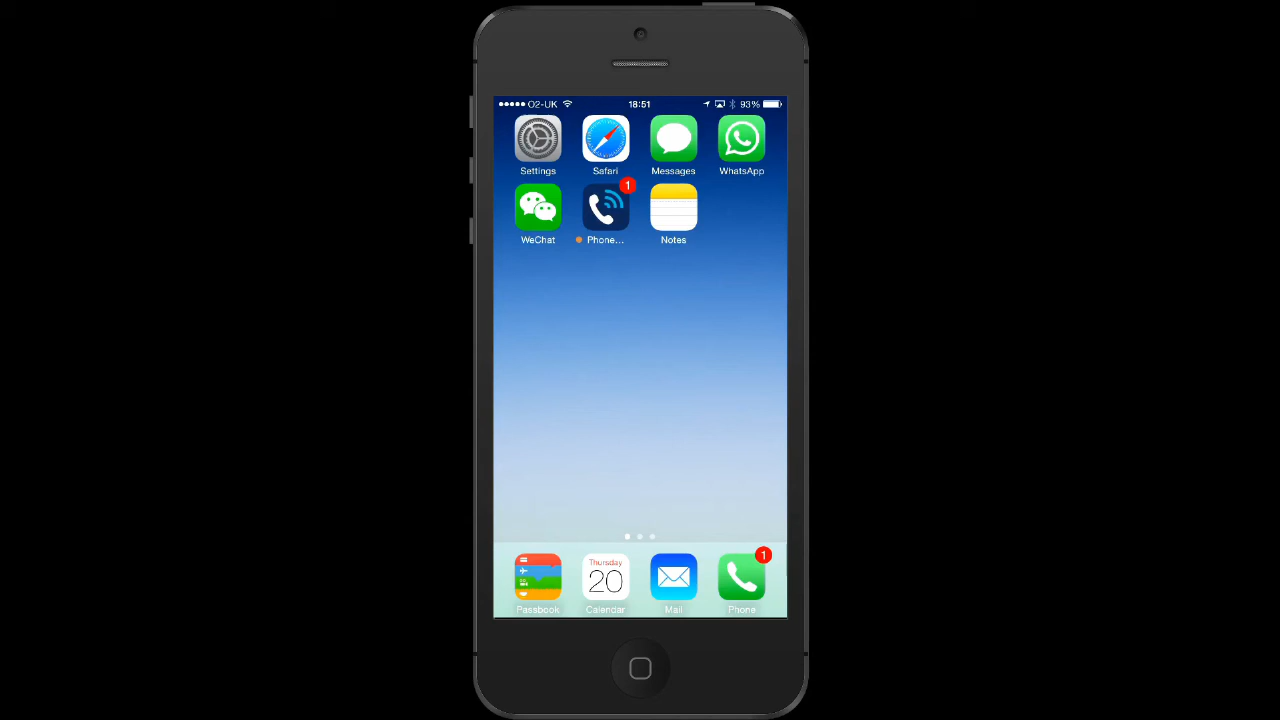 O2-UK 18:51 93%
Settings Safari Messages WhatsApp
1
WeChat Phone... Notes
Thursday 1
20
Passbook Calendar Mail Phone